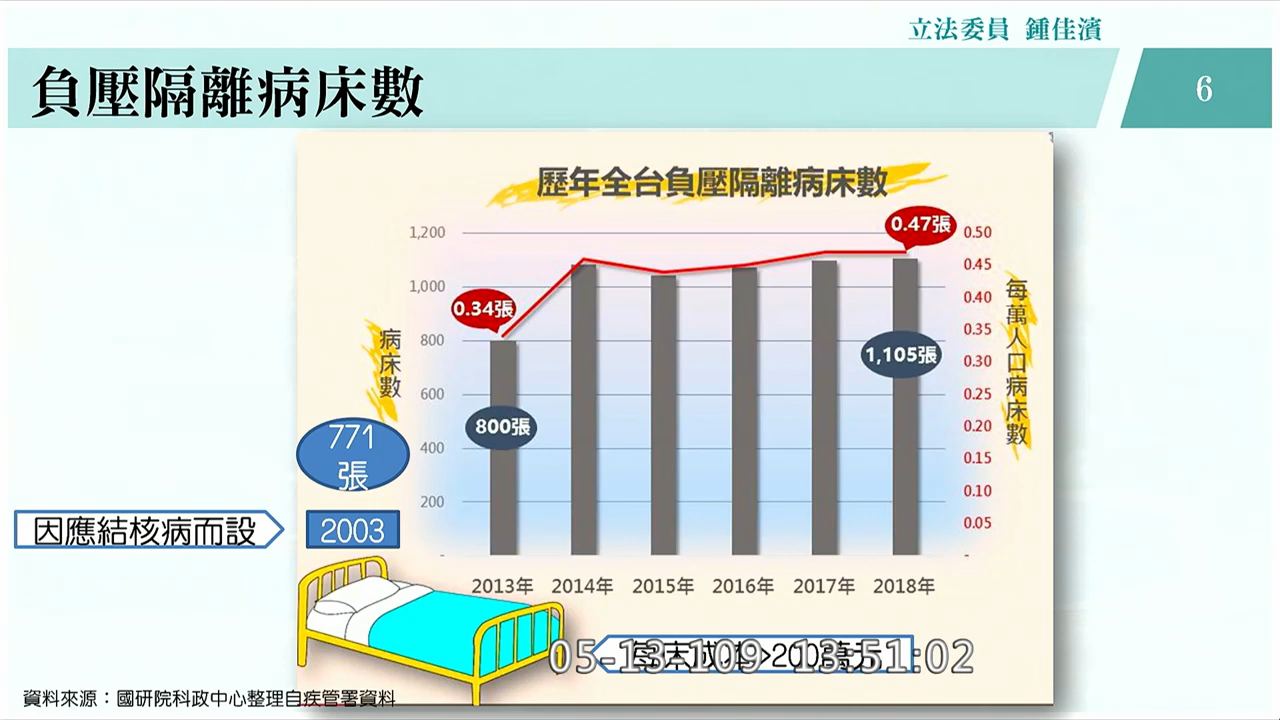 立法委員 鍾佳濱
負壓隔離病床數
6
歷年全台負壓隔離病床數
病床數
每萬人口病床數
1,200
1,000
800
600
400
200
-
0.50
0.45
0.40
0.35
0.30
0.25
0.20
0.15
0.10
0.05
-
0.34張
0.47張
800張
1,105張
771
張
因應結核病而設
2003
2013年 2014年 2015年 2016年 2017年 2018年
05-13-109 13:51:02
資料來源：國研院科政中心整理自疾管署資料